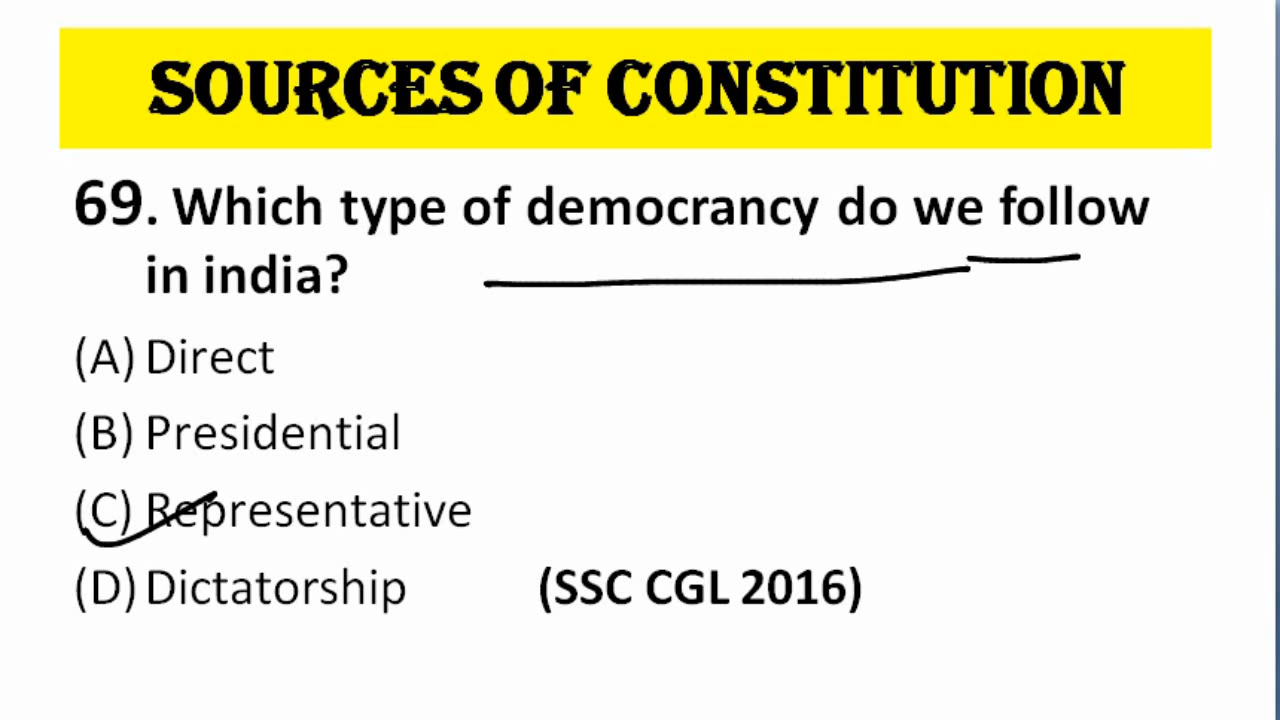 SOURCES OF CONSTITUTION
69. Which type of democrancy do we follow
in india?
(A) Direct
(B) Presidential
(C) Representative
(D) Dictatorship (SSC CGL 2016)